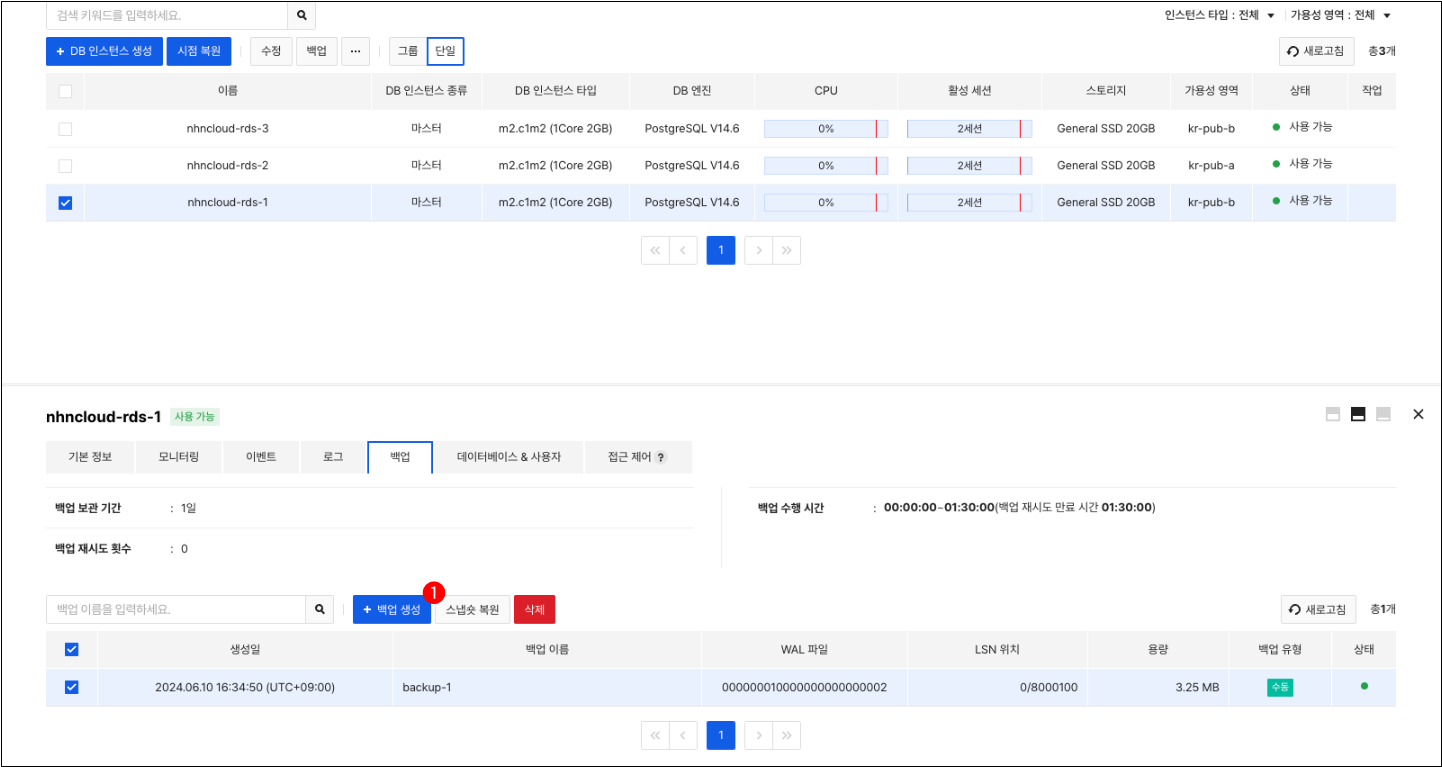 검색 키워드를 입력하세요. 인스턴스 타입 : 전체 가용성 영역 : 전체
+ DB 인스턴스 생성 시점 복원 수정 백업 ... 그룹 단일 새로고침 총3개
이름 DB 인스턴스 종류 DB 인스턴스 타입 DB 엔진 CPU 활성 세션 스토리지 가용성 영역 상태 작업
nhncloud-rds-3 마스터 m2.c1m2 (1Core 2GB) PostgreSQL V14.6 0% 2세션 General SSD 20GB kr-pub-b 사용 가능
nhncloud-rds-2 마스터 m2.c1m2 (1Core 2GB) PostgreSQL V14.6 0% 2세션 General SSD 20GB kr-pub-a 사용 가능
nhncloud-rds-1 마스터 m2.c1m2 (1Core 2GB) PostgreSQL V14.6 0% 2세션 General SSD 20GB kr-pub-b 사용 가능
1
nhncloud-rds-1 사용 가능
기본 정보 모니터링 이벤트 로그 백업 데이터베이스 & 사용자 접근 제어 ?
백업 보관 기간 : 1일 백업 수행 시간 : 00:00:00~01:30:00(백업 재시도 만료 시간 01:30:00)
백업 재시도 횟수 : 0
1
백업 이름을 입력하세요. + 백업 생성 스냅숏 복원 삭제 새로고침 총1개
생성일 백업 이름 WAL 파일 LSN 위치 용량 백업 유형 상태
2024.06.10 16:34:50 (UTC+09:00) backup-1 000000010000000000000002 0/8000100 3.25 MB 수동
1